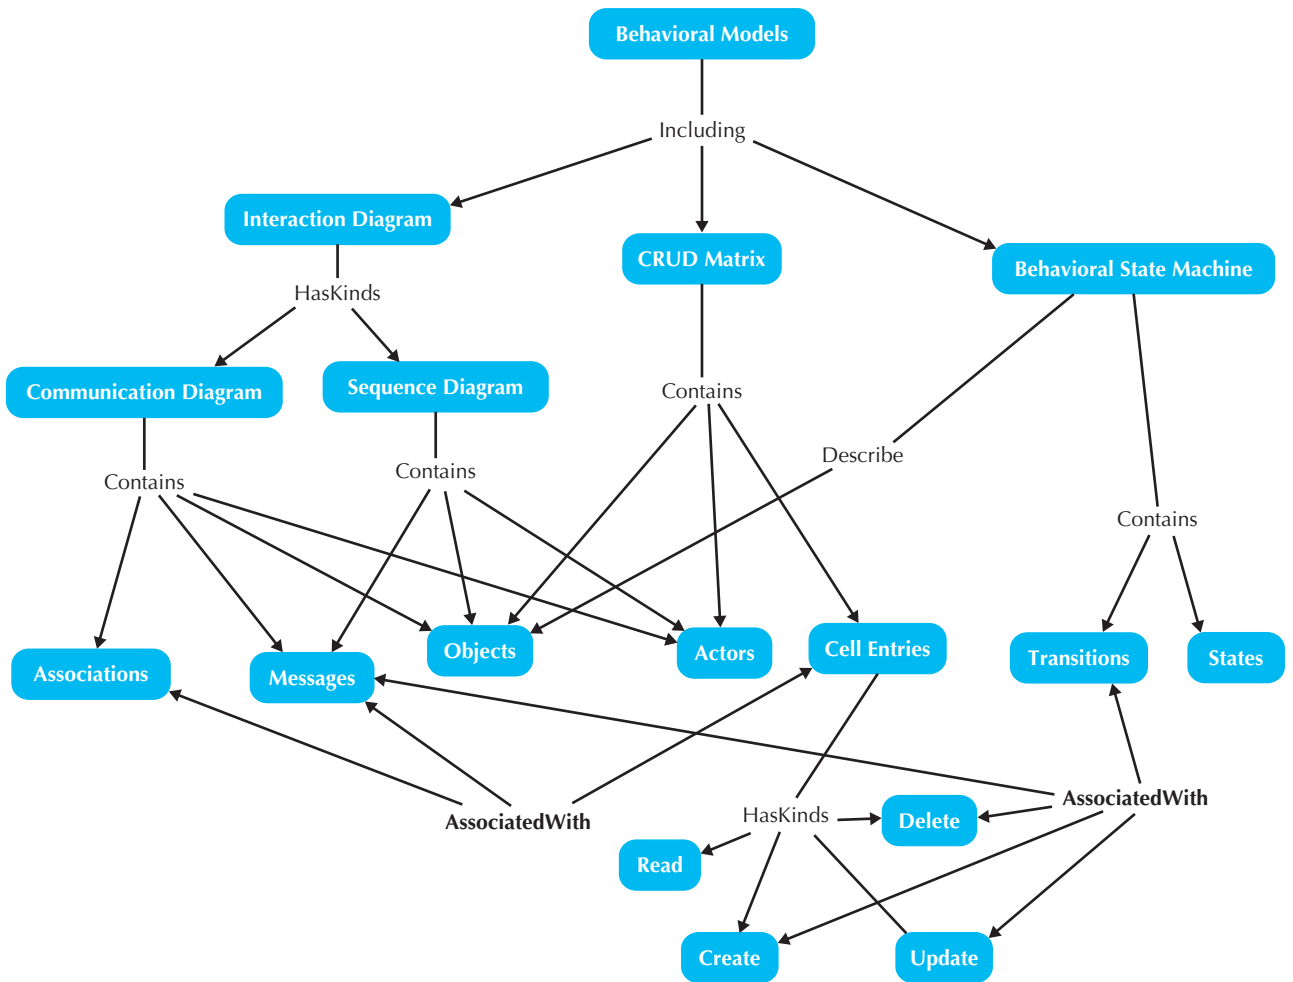 Behavioral Models
Including
Interaction Diagram
CRUD Matrix
Behavioral State Machine
HasKinds
Communication Diagram
Sequence Diagram
Contains
Describe
Contains
Contains
Contains
Objects
Actors
Cell Entries
Transitions
States
Associations
Messages
AssociatedWith
AssociatedWith
HasKinds
Delete
Read
Create
Update